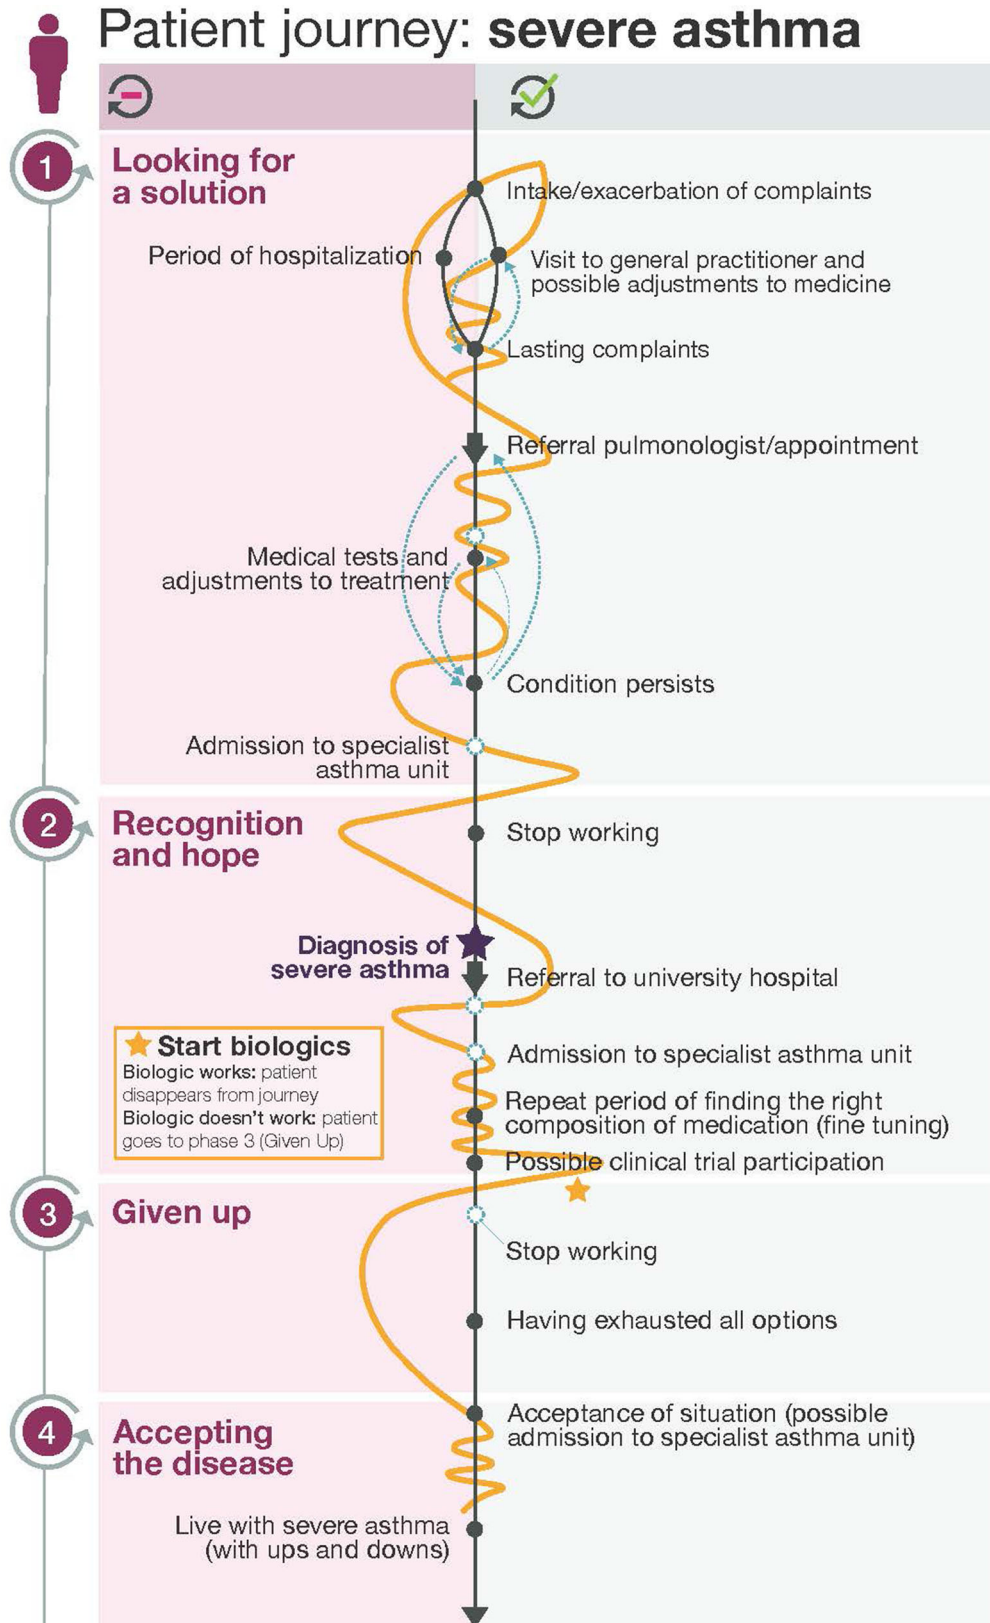 Patient journey: severe asthma
1
Looking for
a solution
Intake/exacerbation of complaints
Period of hospitalization
Visit to general practitioner and
possible adjustments to medicine
Lasting complaints
Referral pulmonologist/appointment
Medical tests and
adjustments to treatment
Condition persists
Admission to specialist
asthma unit
2
Recognition
and hope
Stop working
Diagnosis of
severe asthma
Referral to university hospital
Start biologics
Biologic works: patient
disappears from journey
Biologic doesn't work: patient
goes to phase 3 (Given Up)
Admission to specialist asthma unit
Repeat period of finding the right
composition of medication (fine tuning)
Possible clinical trial participation
3
Given up
Stop working
Having exhausted all options
4
Accepting
the disease
Acceptance of situation (possible
admission to specialist asthma unit)
Live with severe asthma
(with ups and downs)